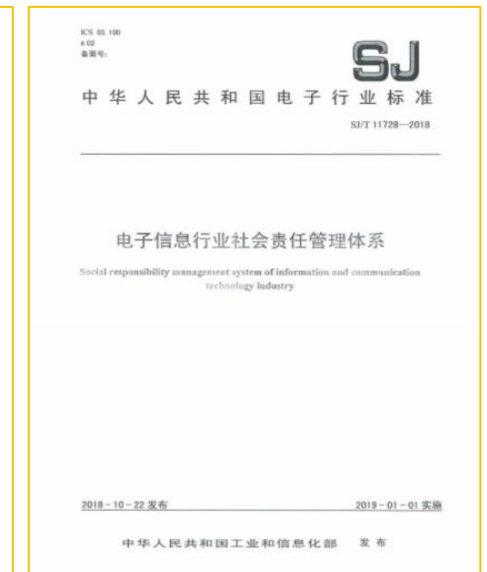 ICS 03.100
A 02
备案号:
SJ
中华人民共和国电子行业标准
SJ/T 11728—2018
电子信息行业社会责任管理体系
Social responsibility management system of information and communication
technology industry
2018-10-22 发布
2019-01-01 实施
中华人民共和国工业和信息化部 发布